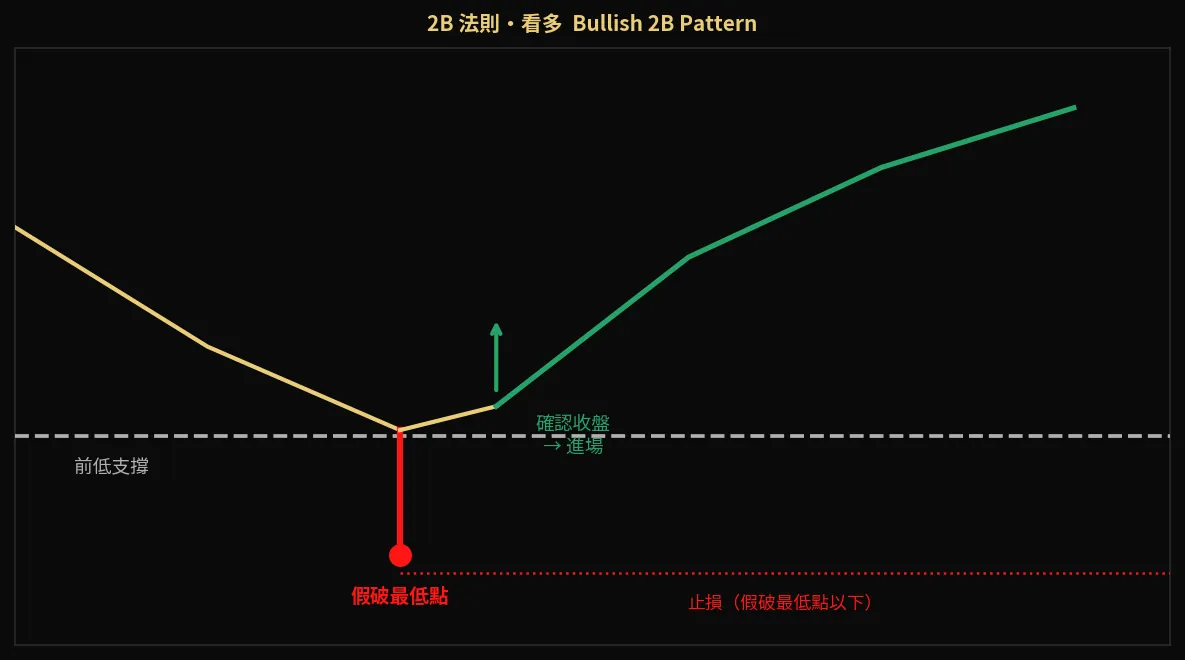 2B 法則・看多 Bullish 2B Pattern
確認收盤
→ 進場
前低支撐
假破最低點
止損（假破最低點以下）